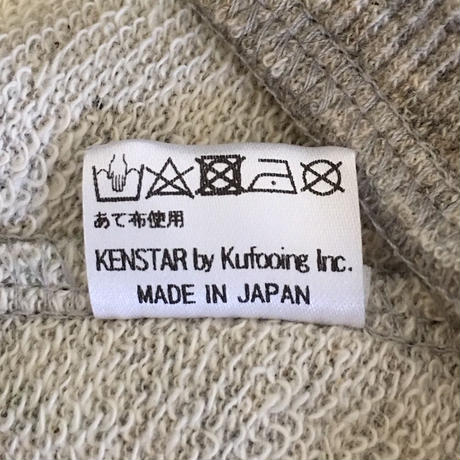 あて布使用
KENSTAR by Kufooing Inc.
MADE IN JAPAN